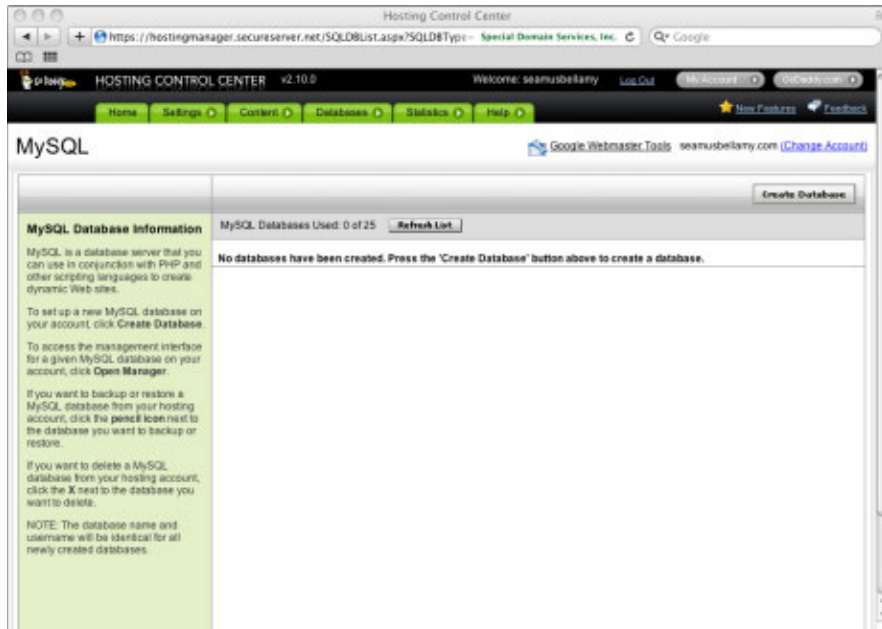 Hosting Control Center
https://hostingmanager.secureserver.net/SQLDBList.aspx?SQLDBType= Special Domain Services, Inc. Google
Go Daddy HOSTING CONTROL CENTER v2.10.0 Welcome: seamusbellamy Log Out My Account GoDaddy.com
Home Settings Content Databases Statistics Help New Features Feedback
MySQL Google Webmaster Tools seamusbellamy.com (Change Account)
Create Database
MySQL Database Information
MySQL Databases Used: 0 of 25 Refresh List
No databases have been created. Press the 'Create Database' button above to create a database.
MySQL is a database server that you
can use in conjunction with PHP and
other scripting languages to create
dynamic Web sites.
To set up a new MySQL database on
your account, click Create Database.
To access the management interface
for a given MySQL database on your
account, click Open Manager.
If you want to backup or restore a
MySQL database from your hosting
account, click the pencil icon next to
the database you want to backup or
restore.
If you want to delete a MySQL
database from your hosting account,
click the X next to the database you
want to delete.
NOTE: The database name and
username will be identical for all
newly created databases.